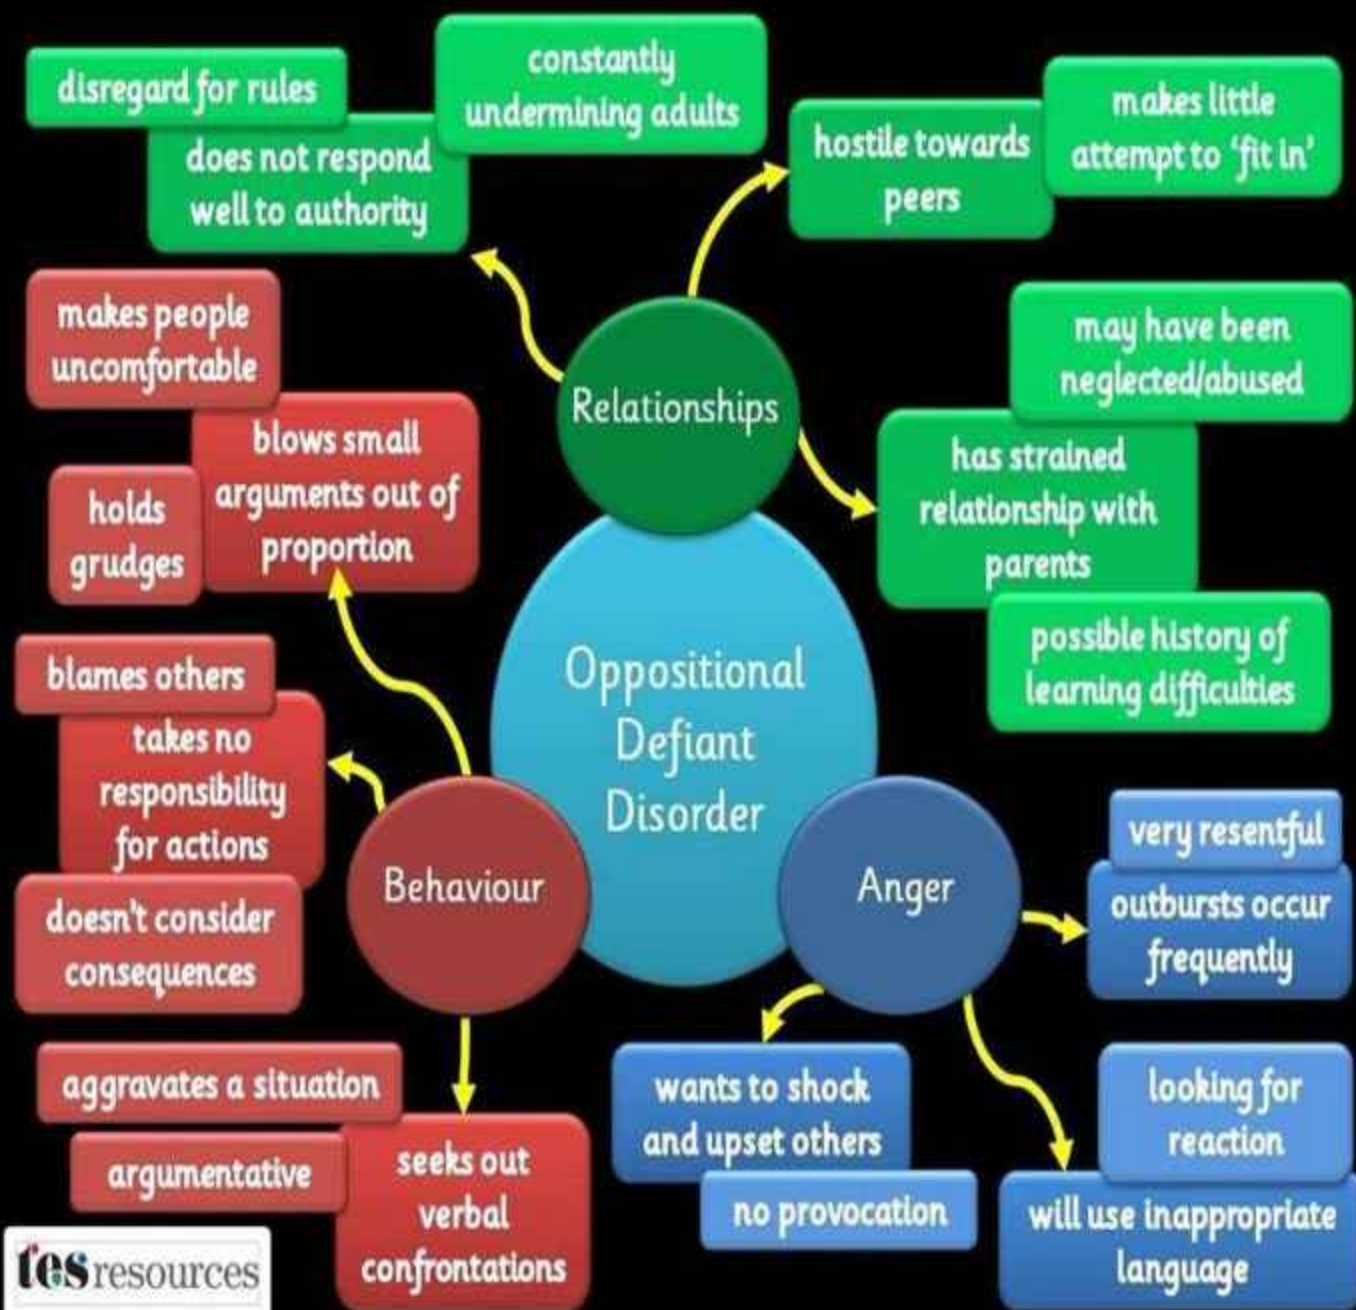 disregard for rules
does not respond
well to authority
constantly
undermining adults
hostile towards
peers
makes little
attempt to ‘fit in’
may have been
neglected/abused
has strained
relationship with
parents
possible history of
learning difficulties
Relationships
makes people
uncomfortable
blows small
arguments out of
proportion
holds
grudges
blames others
takes no
responsibility
for actions
doesn't consider
consequences
Oppositional
Defiant
Disorder
Behaviour
Anger
very resentful
outbursts occur
frequently
aggravates a situation
argumentative
seeks out
verbal
confrontations
wants to shock
and upset others
no provocation
looking for
reaction
will use inappropriate
language
tes resources